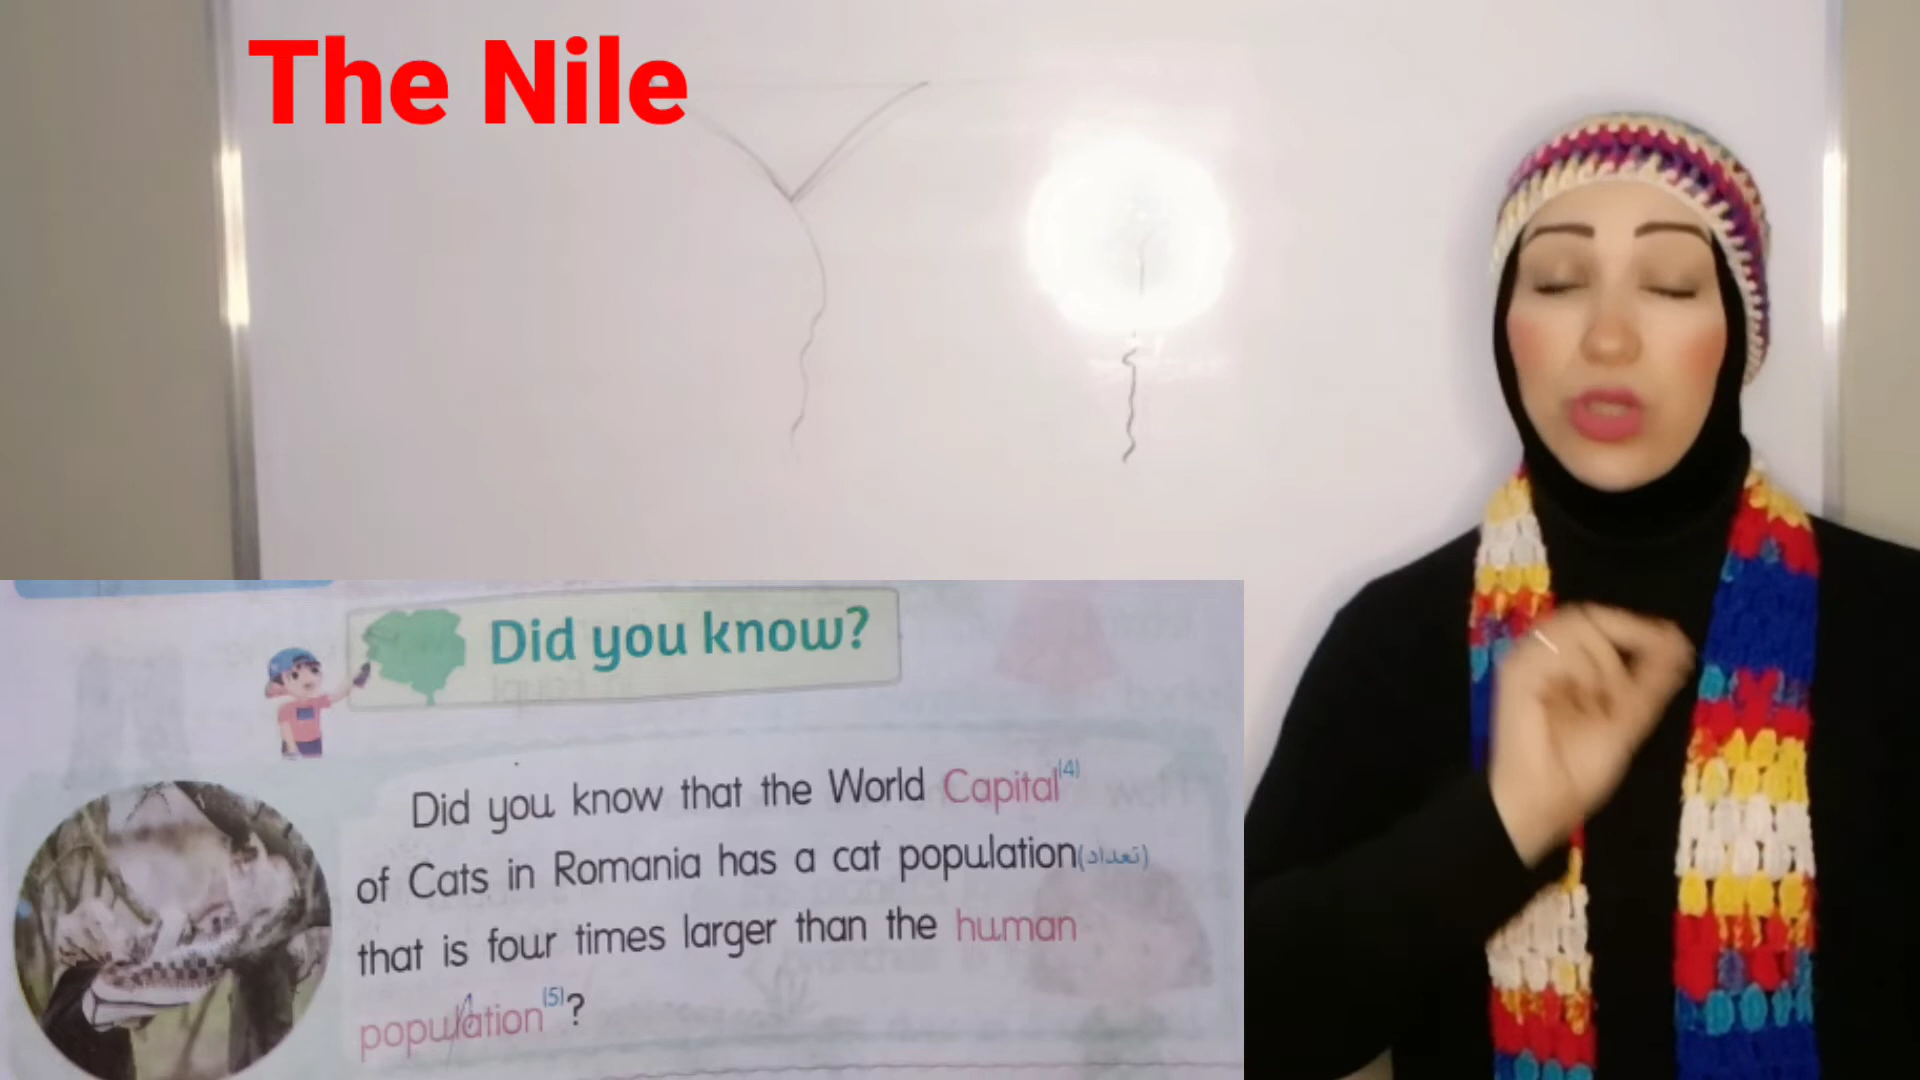 The Nile
Did you know?
Did you know that the World Capital(4)
of Cats in Romania has a cat population(تعداد)
that is four times larger than the human
population(5)?